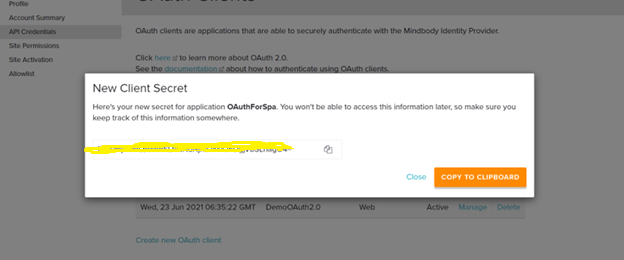 Profile
Account Summary
API Credentials
Site Permissions
Site Activation
Allowlist
OAuth clients are applications that are able to securely authenticate with the Mindbody Identity Provider.
Click here to learn more about OAuth 2.0.
See the documentation about how to authenticate using OAuth clients.
New Client Secret
Here's your new secret for application OAuthForSpa. You won't be able to access this information later, so make sure you
keep track of this information somewhere.
Close COPY TO CLIPBOARD
Wed, 23 Jun 2021 06:35:22 GMT DemoOAuth2.0 Web Active Manage Delete
Create new OAuth client